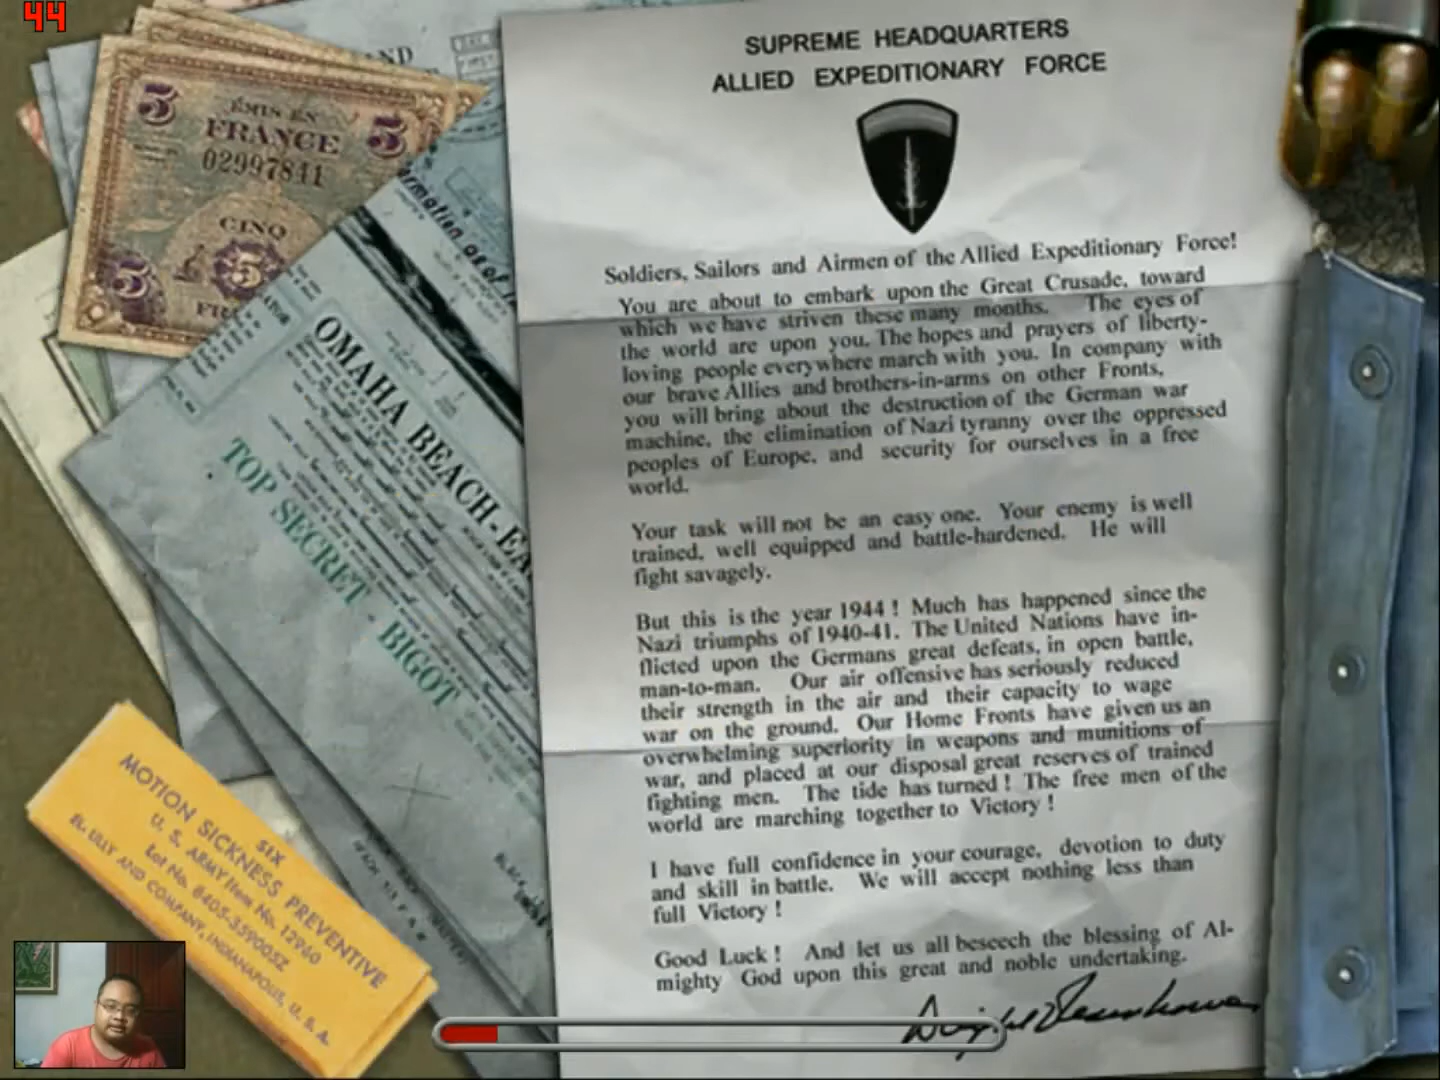 44
5
ÉMIS EN
FRANCE
5
02997841
CINQ
5
5
OMAHA BEACH-EA
TOP SECRET - BIGOT
SIX
MOTION SICKNESS PREVENTIVE
U. S. ARMY Item No. 12960
Lot No. 6405-359005Z
ELI LILLY AND COMPANY, INDIANAPOLIS, U. S. A.
SUPREME HEADQUARTERS
ALLIED EXPEDITIONARY FORCE
Soldiers, Sailors and Airmen of the Allied Expeditionary Force!
You are about to embark upon the Great Crusade, toward
which we have striven these many months. The eyes of
the world are upon you. The hopes and prayers of liberty-
loving people everywhere march with you. In company with
our brave Allies and brothers-in-arms on other Fronts,
you will bring about the destruction of the German war
machine, the elimination of Nazi tyranny over the oppressed
peoples of Europe, and security for ourselves in a free
world.
Your task will not be an easy one. Your enemy is well
trained, well equipped and battle-hardened. He will
fight savagely.
But this is the year 1944 ! Much has happened since the
Nazi triumphs of 1940-41. The United Nations have in-
flicted upon the Germans great defeats, in open battle,
man-to-man. Our air offensive has seriously reduced
their strength in the air and their capacity to wage
war on the ground. Our Home Fronts have given us an
overwhelming superiority in weapons and munitions of
war, and placed at our disposal great reserves of trained
fighting men. The tide has turned ! The free men of the
world are marching together to Victory !
I have full confidence in your courage, devotion to duty
and skill in battle. We will accept nothing less than
full Victory !
Good Luck ! And let us all beseech the blessing of Al-
mighty God upon this great and noble undertaking.
Dwight D Eisenhower